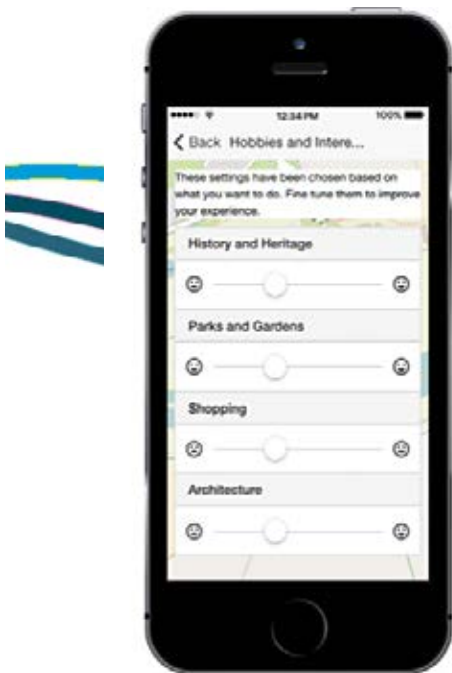 12:34 PM 100%
Back Hobbies and Intere...
These settings have been chosen based on
what you want to do. Fine tune them to improve
your experience.
History and Heritage
Parks and Gardens
Shopping
Architecture